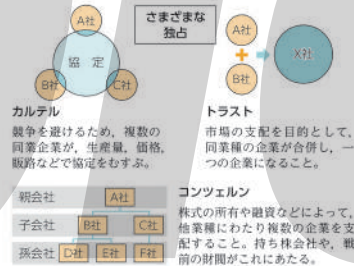 さまざまな
独占
A社
協定
B社
C社
カルテル
競争を避けるため，複数の
同業企業が，生産量，価格，
販路などで協定をむすぶ。
A社
B社
X社
トラスト
市場の支配を目的として，
同業種の企業が合併し，一
つの企業になること。
親会社
A社
子会社
B社
C社
孫会社
D社
E社
F社
コンツェルン
株式の所有や融資などによって，
他業種にわたり複数の企業を支
配すること。持ち株会社や，戦
前の財閥がこれにあたる。